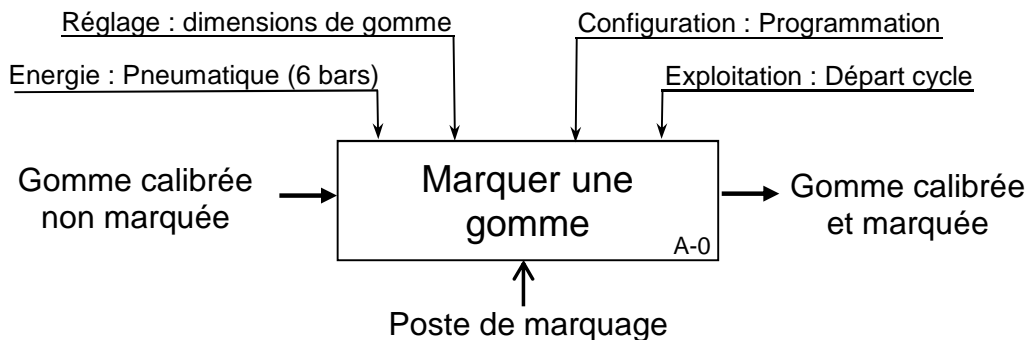 Réglage : dimensions de gomme
Configuration : Programmation
Energie : Pneumatique (6 bars)
Exploitation : Départ cycle
Gomme calibrée
non marquée
Marquer une
gomme
A-0
Gomme calibrée
et marquée
Poste de marquage